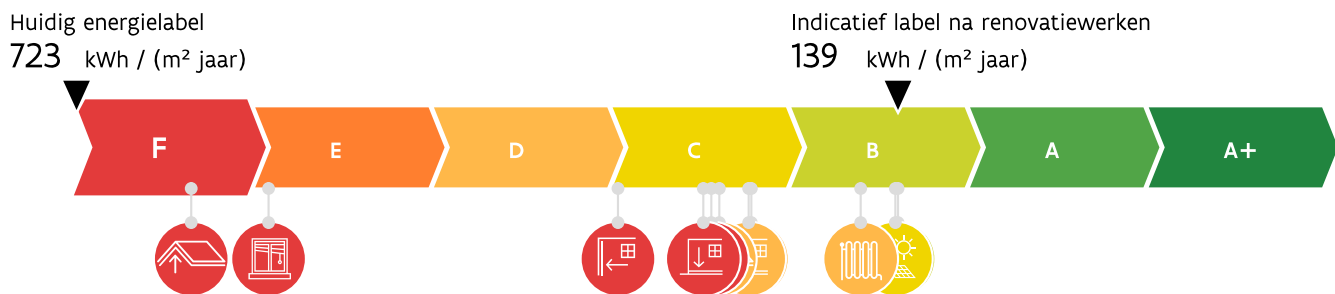 Huidig energielabel
723 kWh / (m² jaar)
Indicatief label na renovatiewerken
139 kWh / (m² jaar)
F E D C B A A+